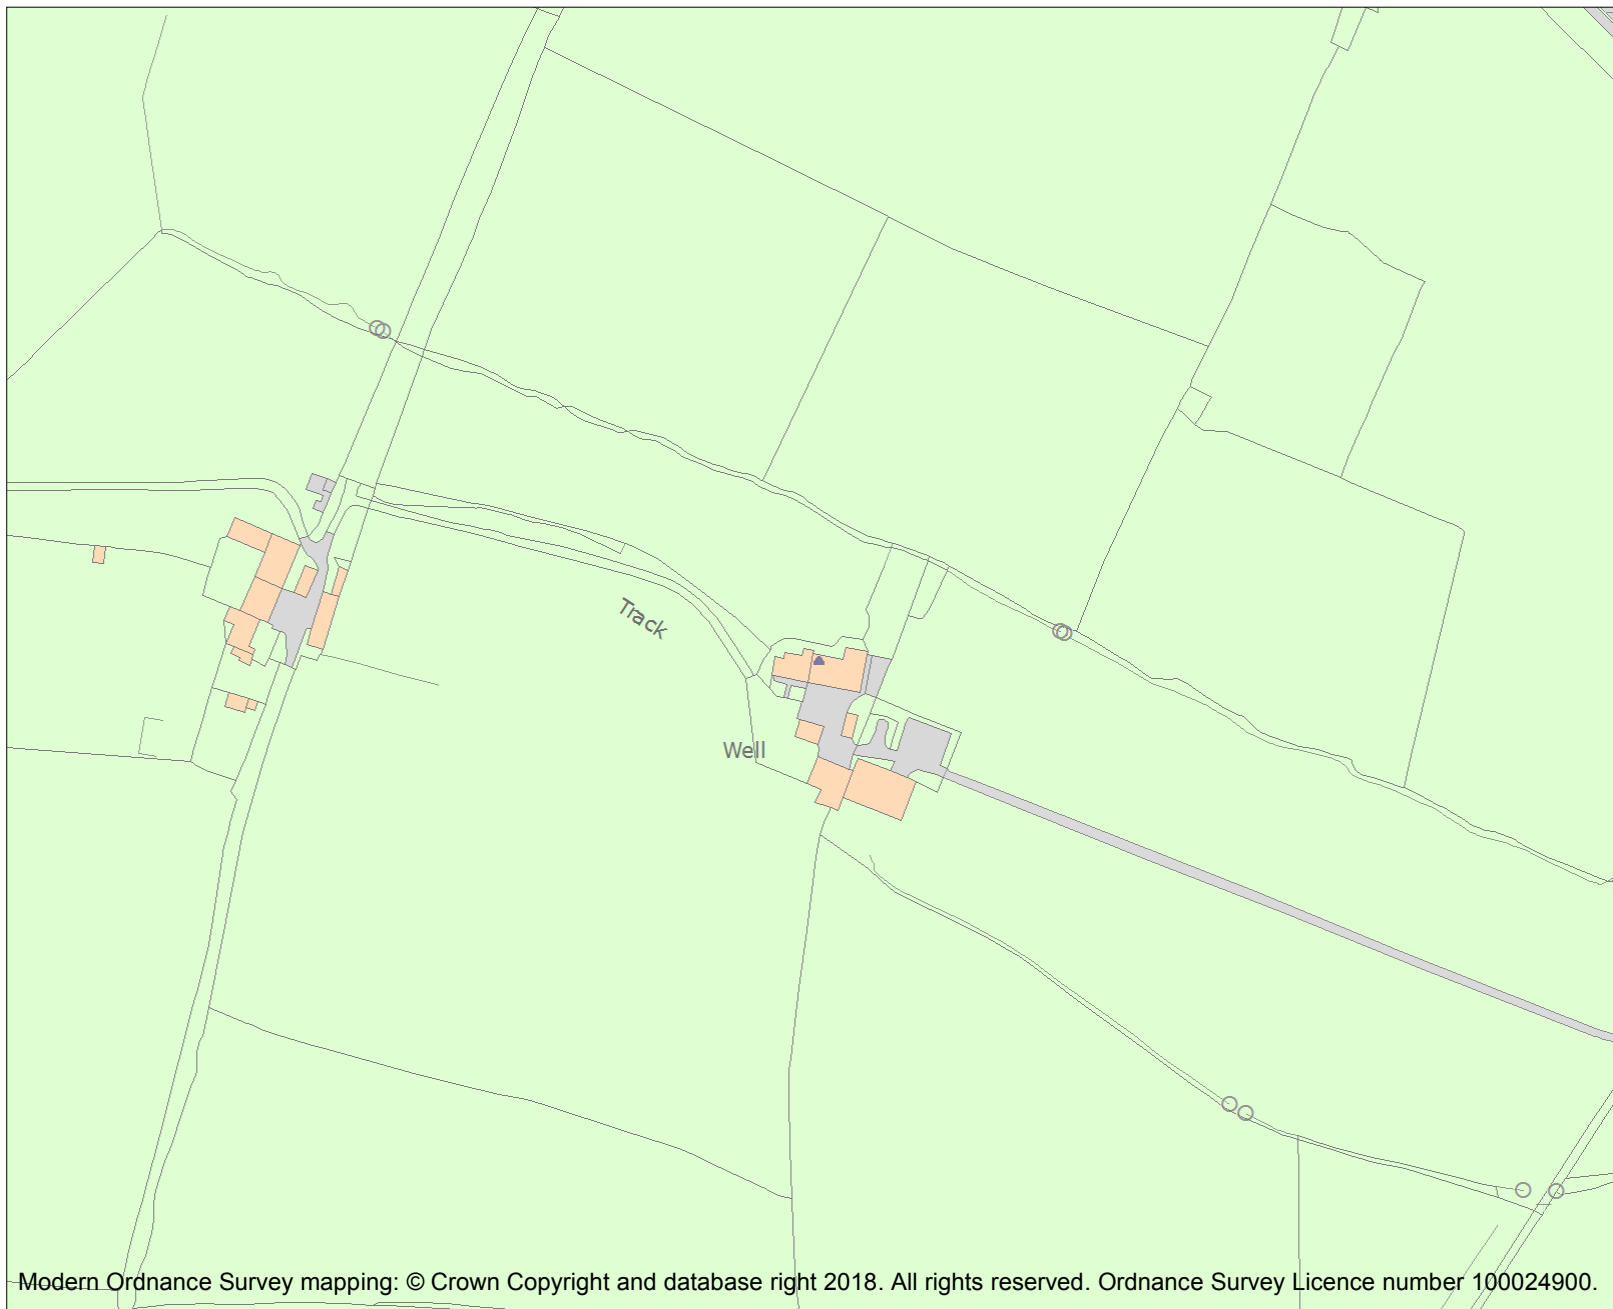 Track
Well
Modern Ordnance Survey mapping: © Crown Copyright and database right 2018. All rights reserved. Ordnance Survey Licence number 100024900.